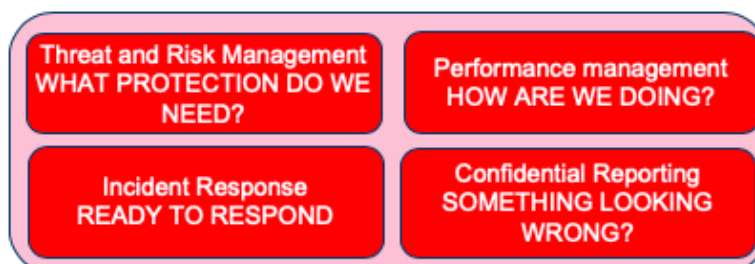 Threat and Risk Management
WHAT PROTECTION DO WE
NEED?
Performance management
HOW ARE WE DOING?
Incident Response
READY TO RESPOND
Confidential Reporting
SOMETHING LOOKING
WRONG?